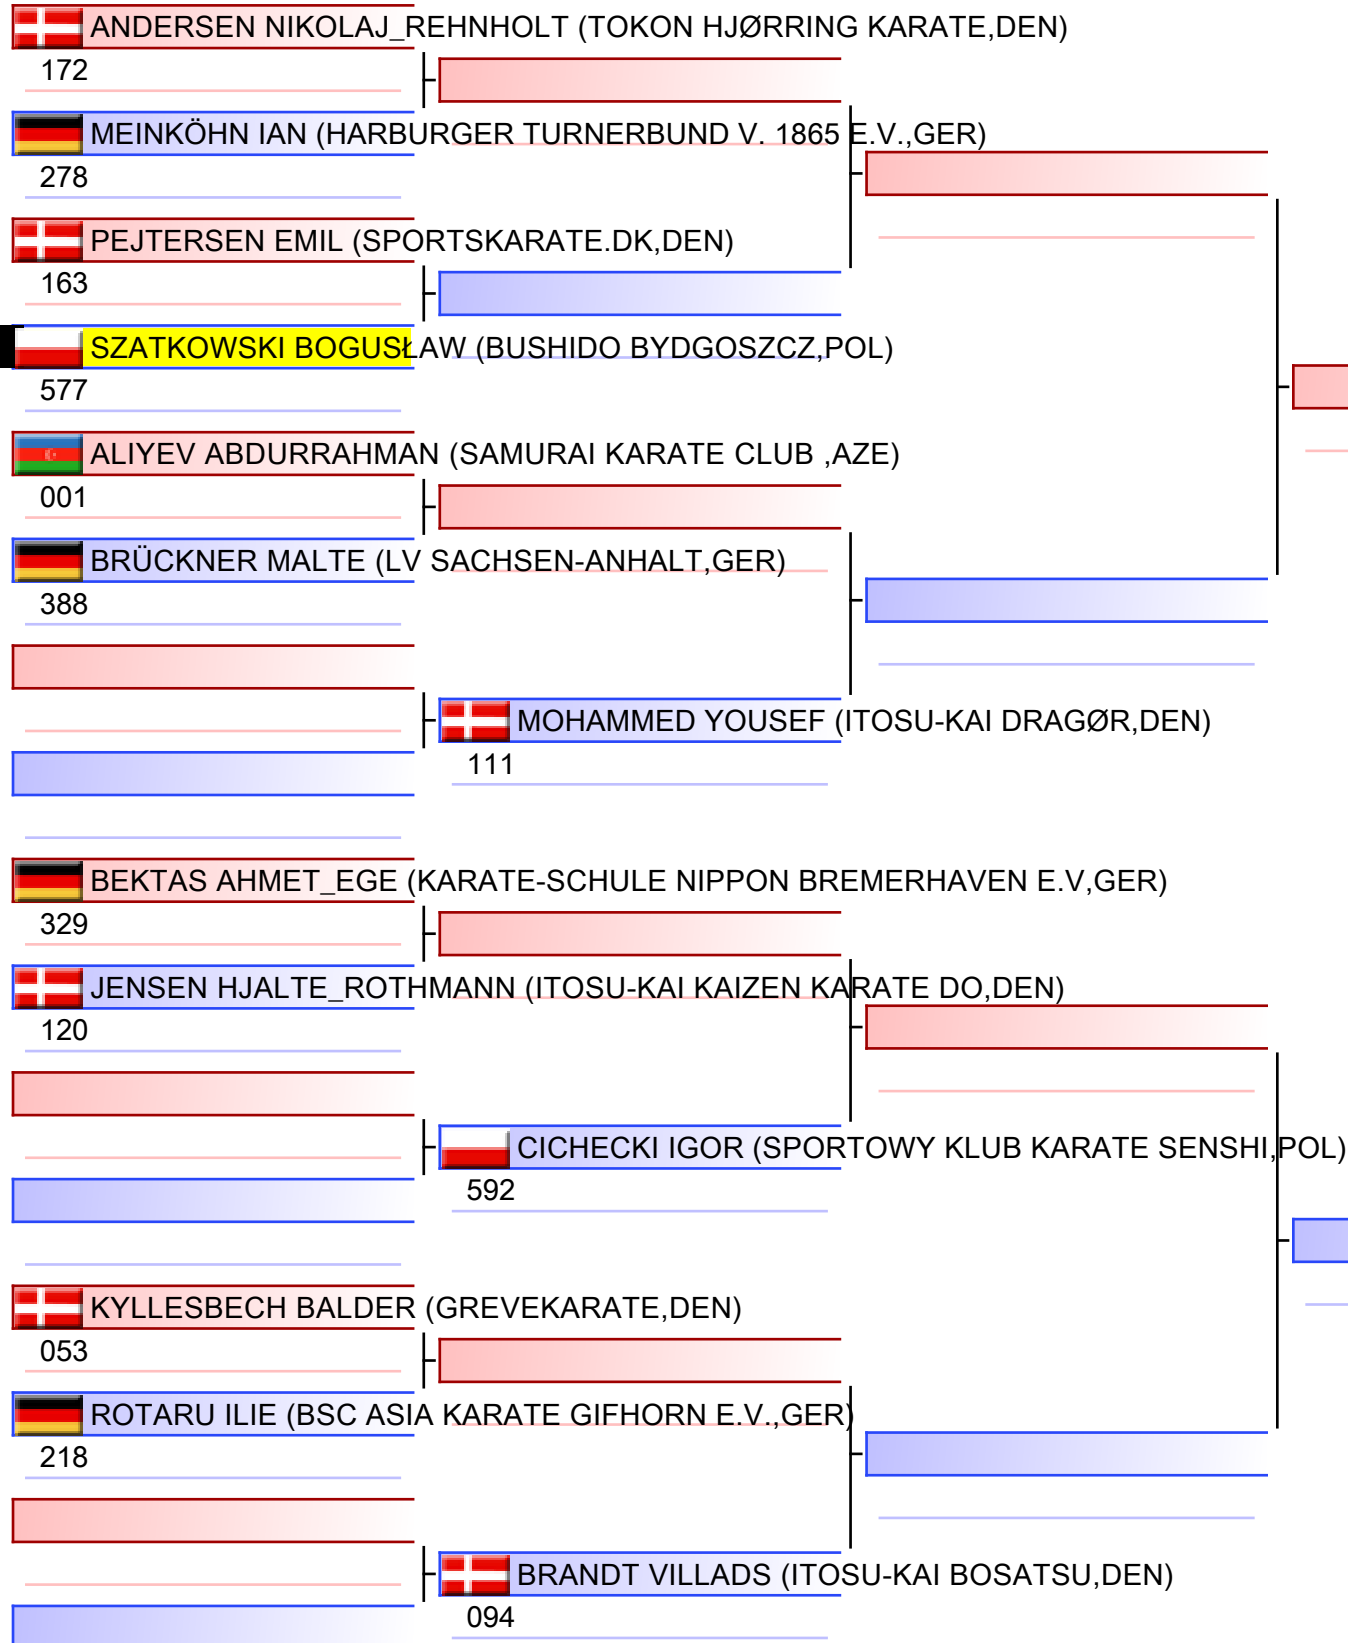 ANDERSEN NIKOLAJ_REHNHOLT (TOKON HJØRRING KARATE,DEN)
172
MEINKÖHN IAN (HARBURGER TURNERBUND V. 1865 E.V.,GER)
278
PEJTERSEN EMIL (SPORTSKARATE.DK,DEN)
163
SZATKOWSKI BOGUSŁAW (BUSHIDO BYDGOSZCZ,POL)
577
ALIYEV ABDURRAHMAN (SAMURAI KARATE CLUB ,AZE)
001
BRÜCKNER MALTE (LV SACHSEN-ANHALT,GER)
388
MOHAMMED YOUSEF (ITOSU-KAI DRAGØR,DEN)
111
BEKTAS AHMET_EGE (KARATE-SCHULE NIPPON BREMERHAVEN E.V,GER)
329
JENSEN HJALTE_ROTHMANN (ITOSU-KAI KAIZEN KARATE DO,DEN)
120
CICHECKI IGOR (SPORTOWY KLUB KARATE SENSHI,POL)
592
KYLLESBECH BALDER (GREVEKARATE,DEN)
053
ROTARU ILIE (BSC ASIA KARATE GIFHORN E.V.,GER)
218
BRANDT VILLADS (ITOSU-KAI BOSATSU,DEN)
094